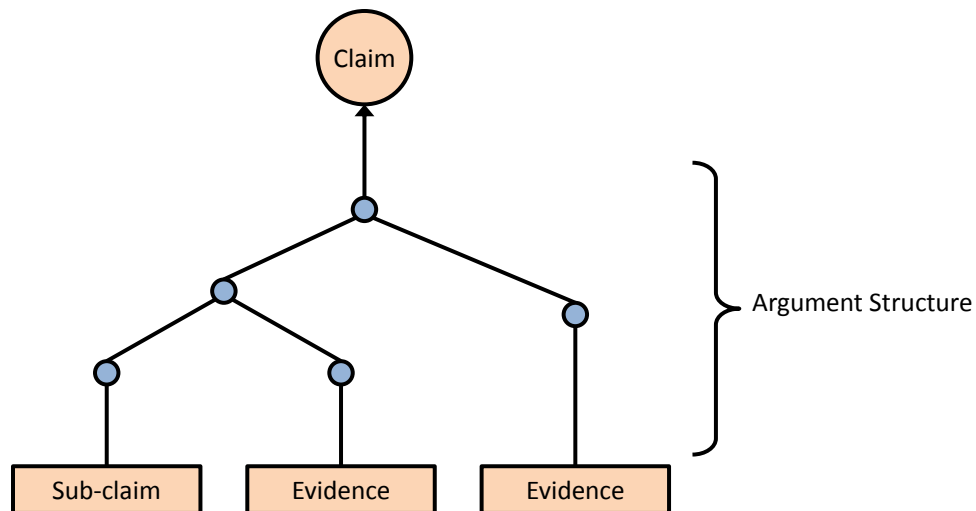 Claim
Argument Structure
Sub-claim
Evidence
Evidence